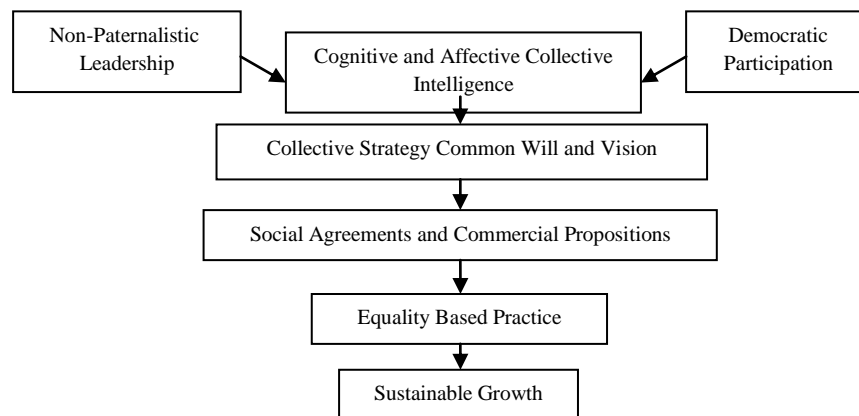 Non-Paternalistic
Leadership
Cognitive and Affective Collective
Intelligence
Democratic
Participation
Collective Strategy Common Will and Vision
Social Agreements and Commercial Propositions
Equality Based Practice
Sustainable Growth